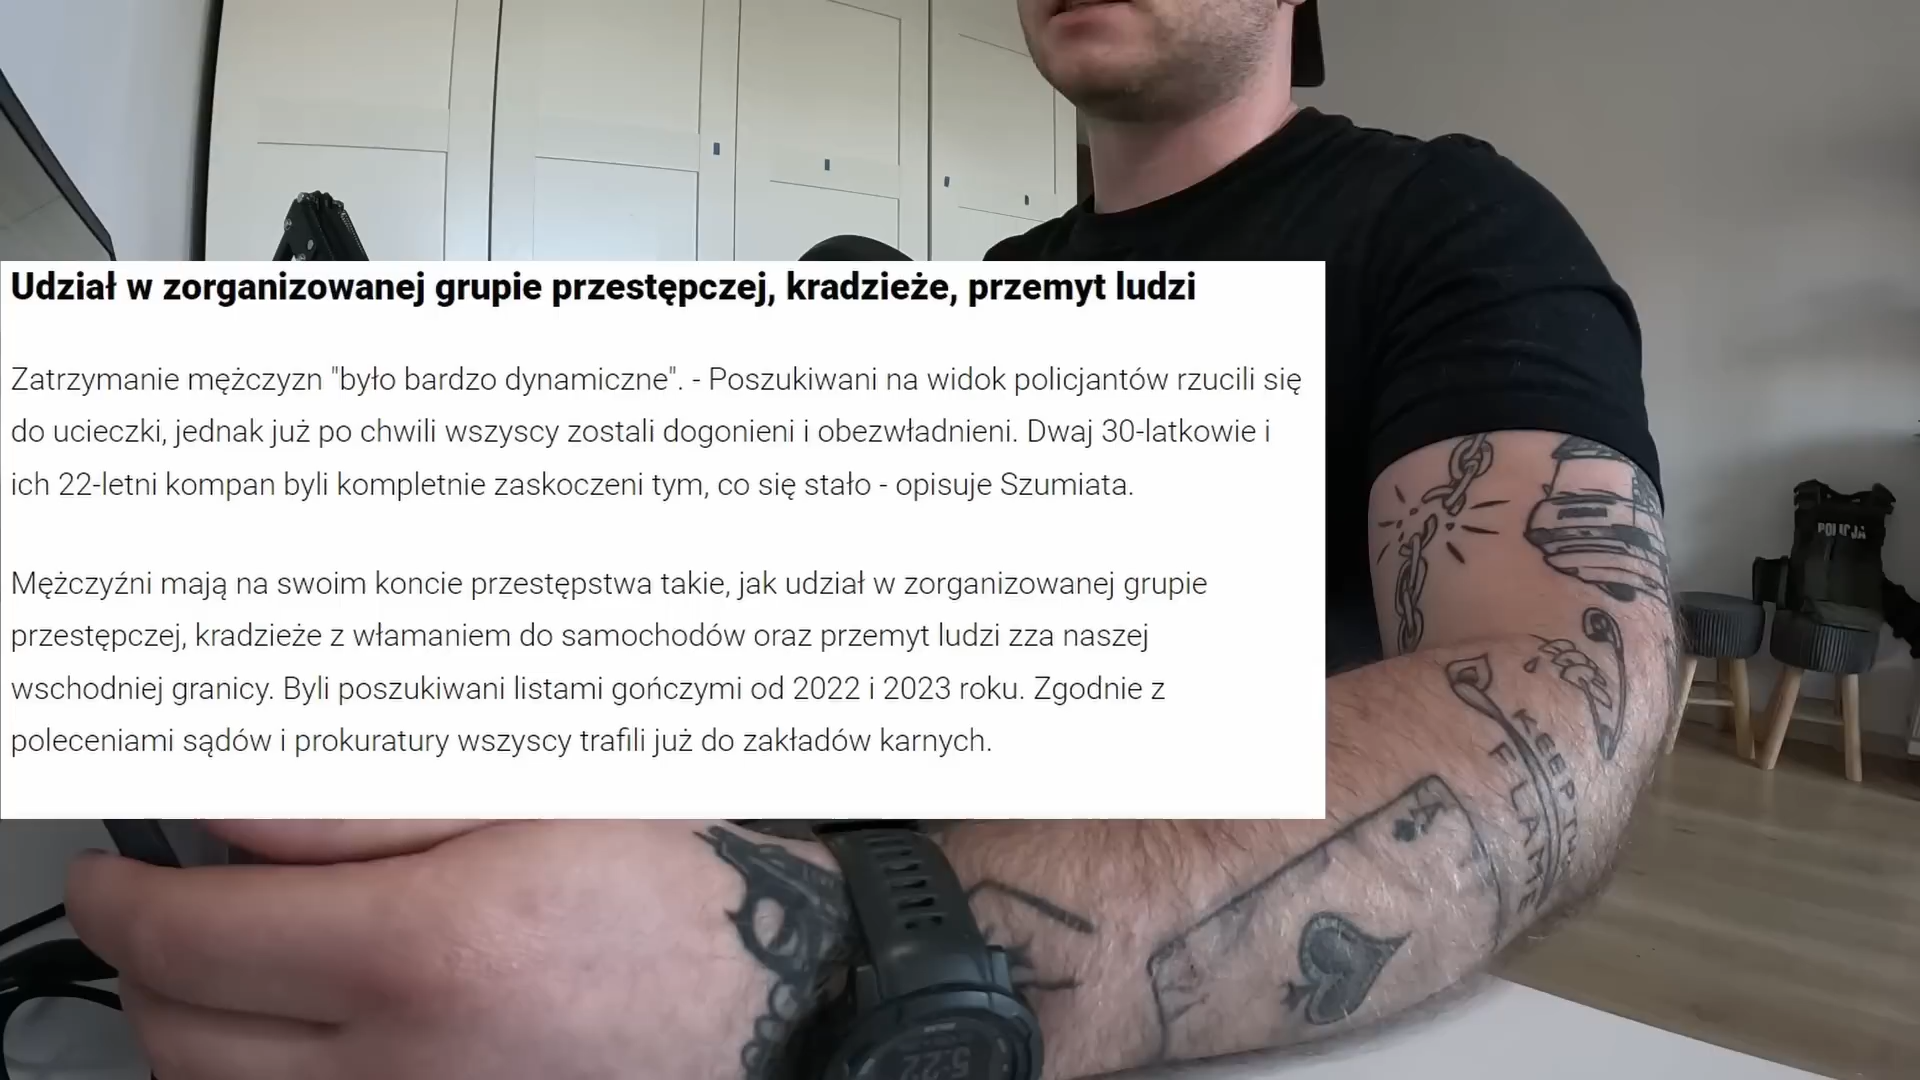 Udział w zorganizowanej grupie przestępczej, kradzieże, przemyt ludzi
Zatrzymanie mężczyzn "było bardzo dynamiczne". - Poszukiwani na widok policjantów rzucili się
do ucieczki, jednak już po chwili wszyscy zostali dogonieni i obezwładnieni. Dwaj 30-latkowie i
ich 22-letni kompan byli kompletnie zaskoczeni tym, co się stało - opisuje Szumiata.
Mężczyźni mają na swoim koncie przestępstwa takie, jak udział w zorganizowanej grupie
przestępczej, kradzieże z włamaniem do samochodów oraz przemyt ludzi zza naszej
wschodniej granicy. Byli poszukiwani listami gończymi od 2022 i 2023 roku. Zgodnie z
poleceniami sądów i prokuratury wszyscy trafili już do zakładów karnych.
POLICJA
KEEP THE
FLAME
A
5:22